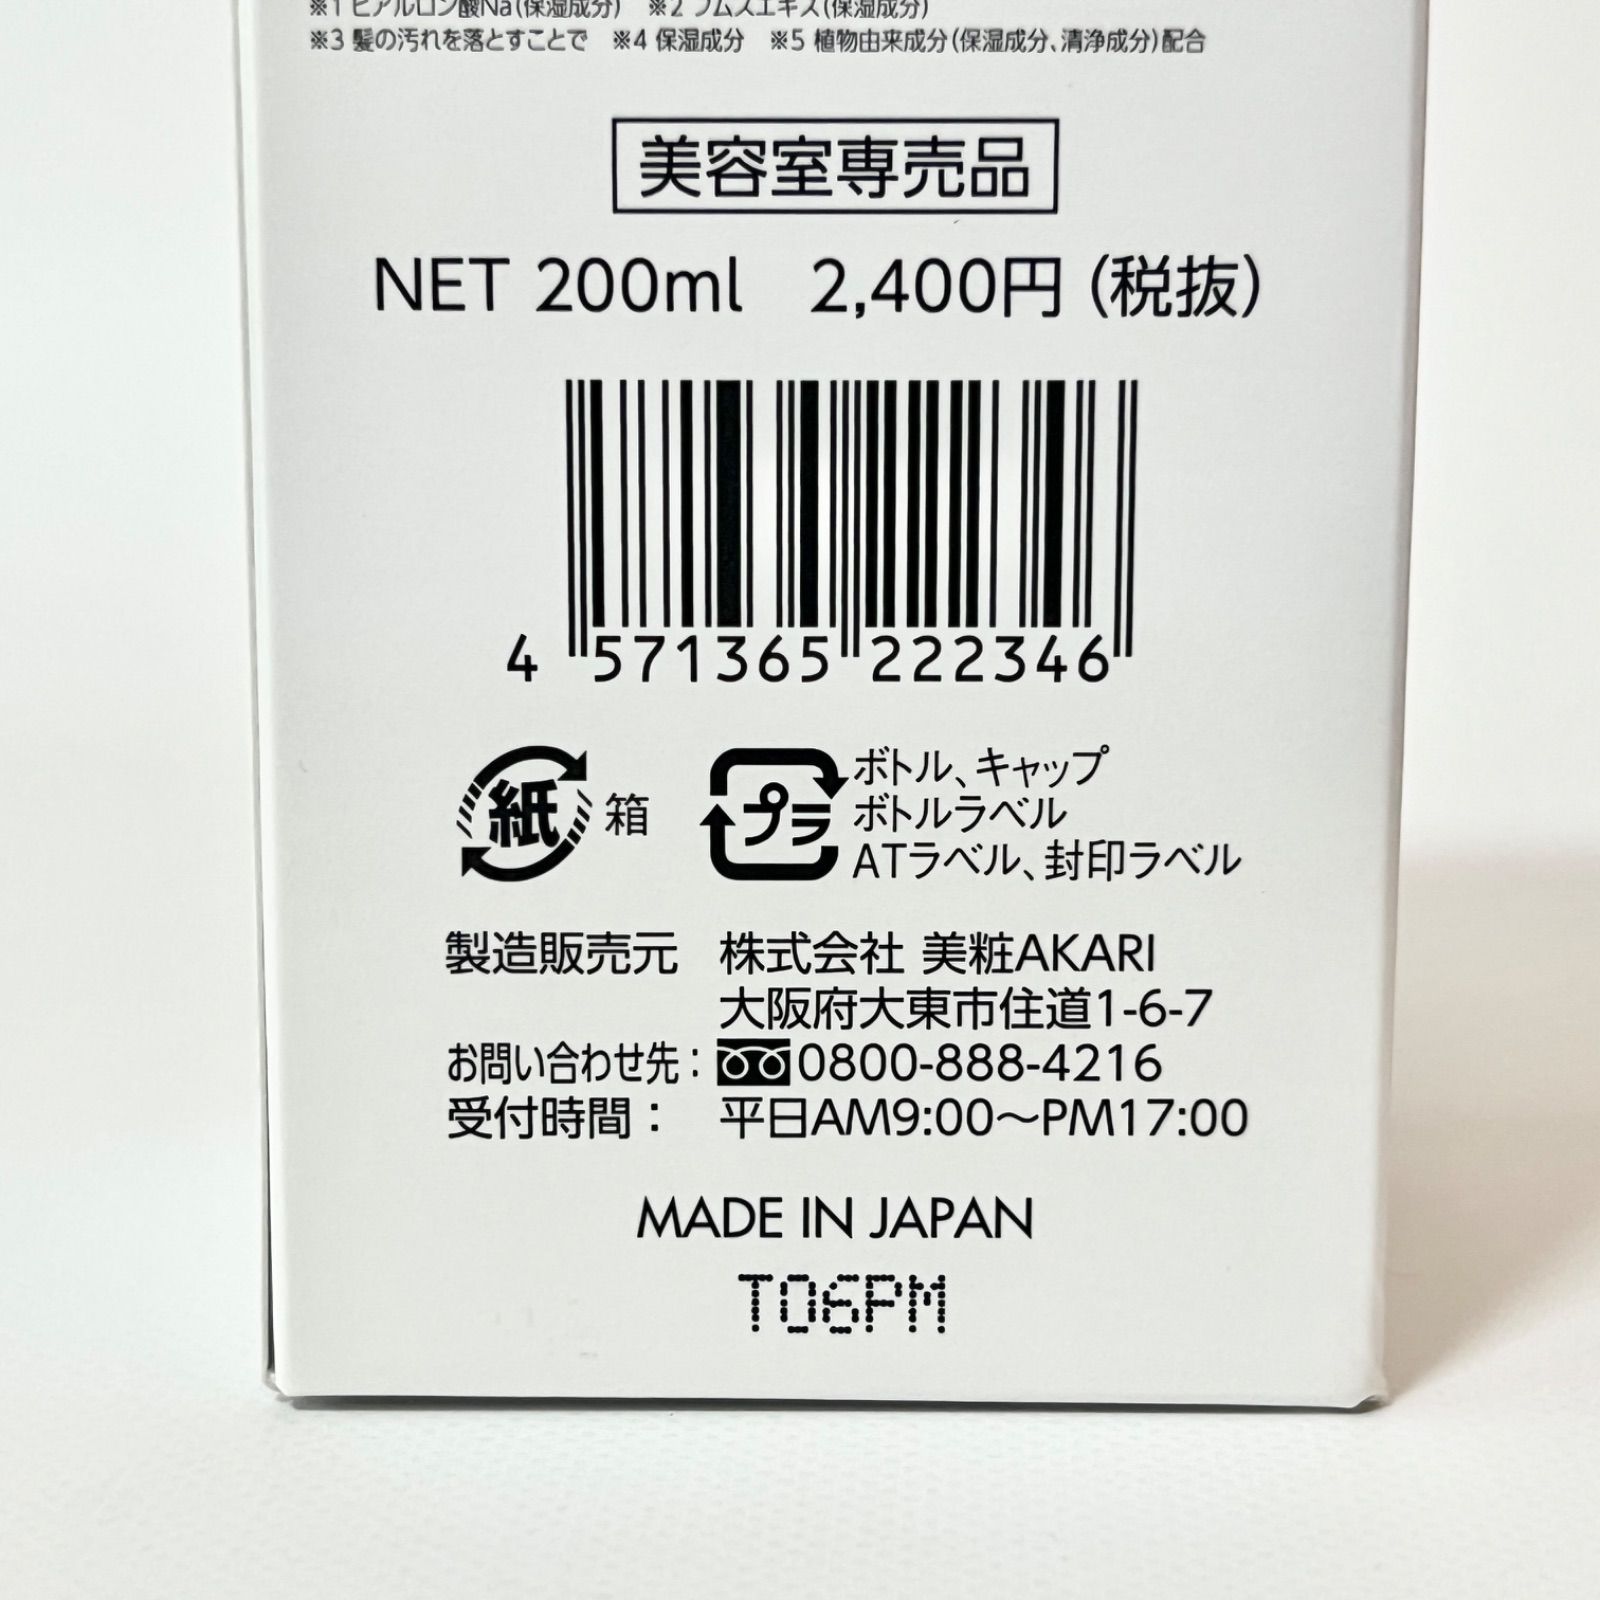 ※1 ヒアルロン酸Na(保湿成分) ※2 フムスエキス(保湿成分)
※3 髪の汚れを落とすことで ※4 保湿成分 ※5 植物由来成分(保湿成分、清浄成分)配合
美容室専売品
NET 200ml 2,400円(税抜)
4 571365 222346
紙 箱
プラ
ボトル、キャップ
ボトルラベル
ATラベル、封印ラベル
製造販売元 株式会社 美粧AKARI
大阪府大東市住道1-6-7
お問い合わせ先: 0800-888-4216
受付時間: 平日AM9:00〜PM17:00
MADE IN JAPAN
T06PM